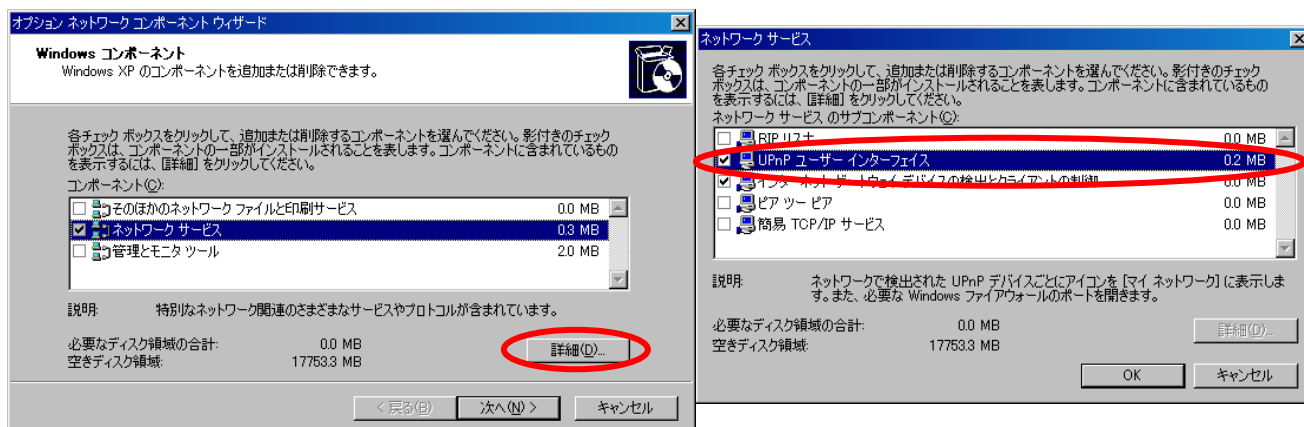 オプション ネットワーク コンポーネント ウィザード
Windows コンポーネント
Windows XP のコンポーネントを追加または削除できます。
各チェック ボックスをクリックして、追加または削除するコンポーネントを選んでください。影付きのチェック
ボックスは、コンポーネントの一部がインストールされることを表します。コンポーネントに含まれているもの
を表示するには、[詳細] をクリックしてください。
コンポーネント(C):
そのほかのネットワーク ファイルと印刷サービス 0.0 MB
ネットワーク サービス 0.3 MB
管理とモニタ ツール 2.0 MB
説明: 特別なネットワーク関連のさまざまなサービスやプロトコルが含まれています。
必要なディスク領域の合計: 0.0 MB
空きディスク領域: 17753.3 MB
詳細(D)...
< 戻る(B) 次へ(N) > キャンセル
ネットワーク サービス
各チェック ボックスをクリックして、追加または削除するコンポーネントを選んでください。影付きのチェック
ボックスは、コンポーネントの一部がインストールされることを表します。コンポーネントに含まれているもの
を表示するには、[詳細] をクリックしてください。
ネットワーク サービス のサブコンポーネント(C):
RIP リスナ 0.0 MB
UPnP ユーザー インターフェイス 0.2 MB
インターネット ゲートウェイ デバイスの検出とクライアントの制御 0.0 MB
ピア ツー ピア 0.0 MB
簡易 TCP/IP サービス 0.0 MB
説明: ネットワークで検出された UPnP デバイスごとにアイコンを [マイ ネットワーク] に表示しま
す。また、必要な Windows ファイアウォールのポートを開きます。
必要なディスク領域の合計: 0.0 MB
空きディスク領域: 17753.3 MB
詳細(D)...
OK キャンセル